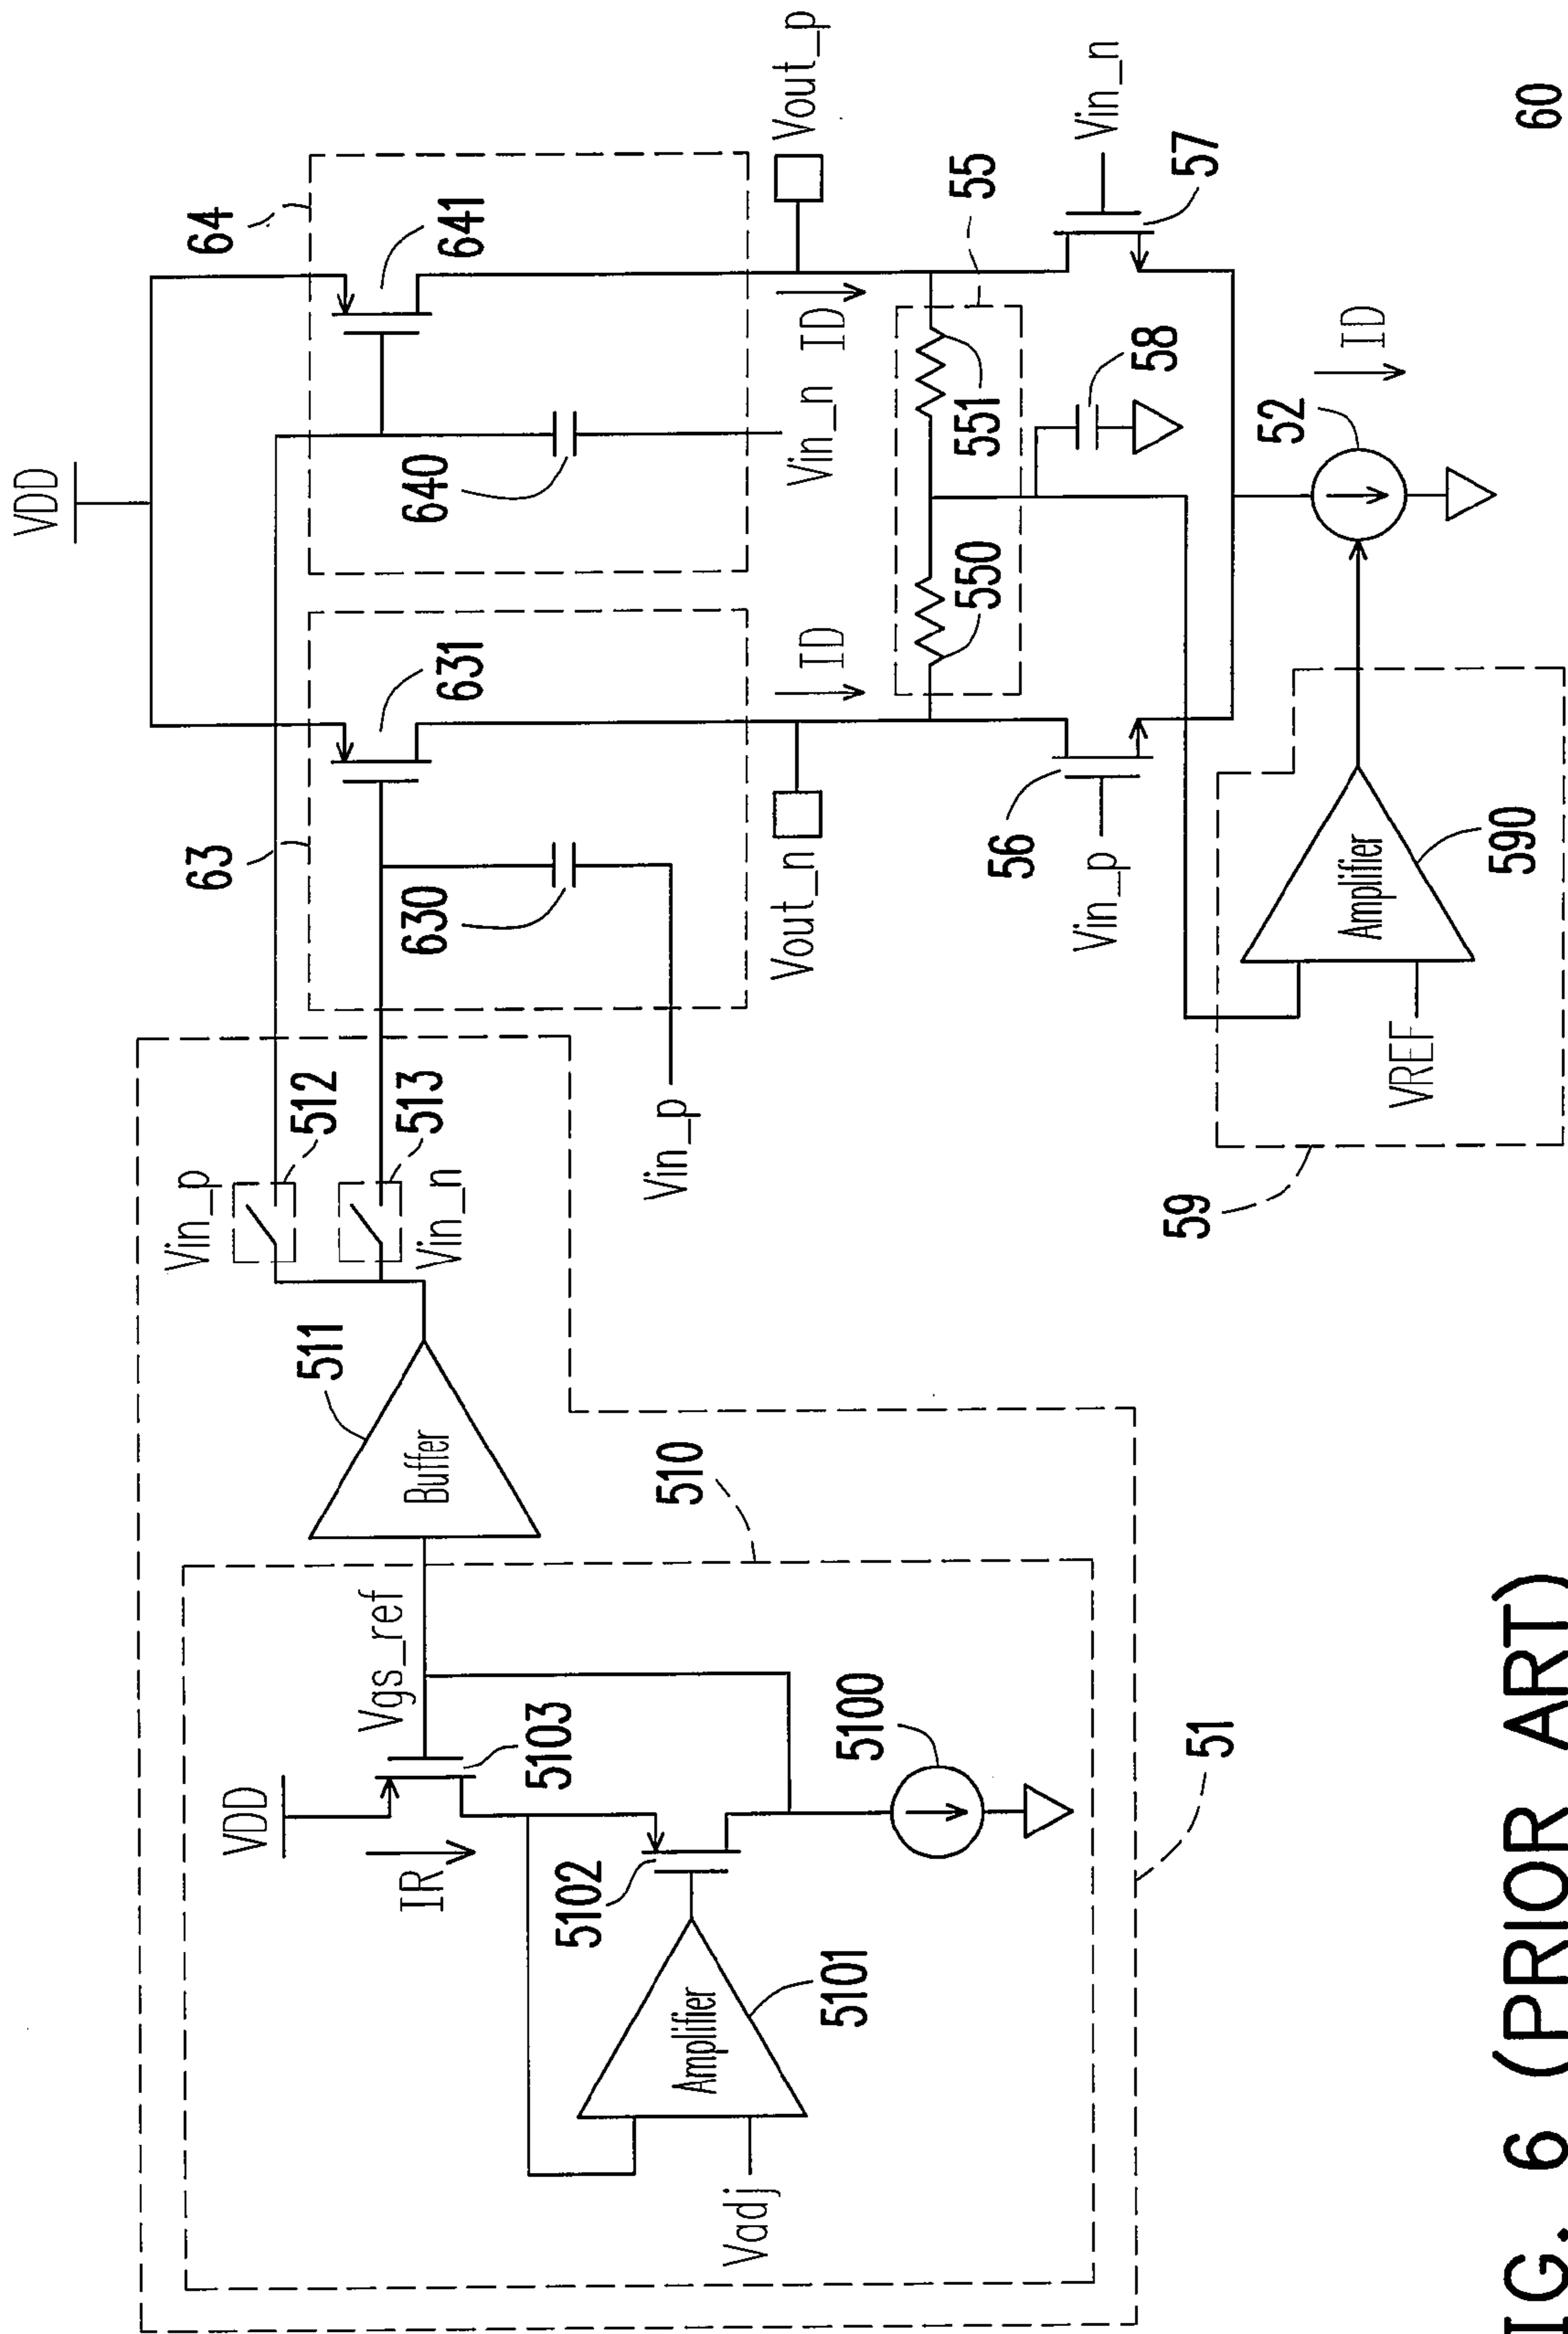 VDD
64
641
640
Vin_n
ID
Vout_p
63
631
630
Vin_p
ID
Vout_n
Vin_p
512
513
Vin_n
511
Buffer
510
Vgs_ref
VDD
IR
5103
5102
5100
Amplifier
5101
Vadj
51
55
551
550
58
Vin_n
57
56
Vin_p
52
ID
Amplifier
590
VREF
59
60
IG. 6 (PRIOR ART)